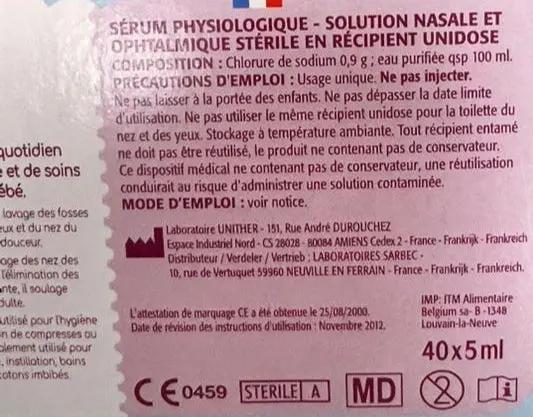 SÉRUM PHYSIOLOGIQUE - SOLUTION NASALE ET
OPHTALMIQUE STÉRILE EN RÉCIPIENT UNIDOSE
COMPOSITION : Chlorure de sodium 0,9 g ; eau purifiée qsp 100 ml.
PRÉCAUTIONS D'EMPLOI : Usage unique. Ne pas injecter.
Ne pas laisser à la portée des enfants. Ne pas dépasser la date limite
d'utilisation. Ne pas utiliser le même récipient unidose pour la toilette du
nez et des yeux. Stockage à température ambiante. Tout récipient entamé
ne doit pas être réutilisé, le produit ne contenant pas de conservateur.
Ce dispositif médical ne contenant pas de conservateur, une réutilisation
conduirait au risque d'administrer une solution contaminée.
MODE D'EMPLOI : voir notice.
Laboratoire UNITHER - 151, Rue André DUROUCHEZ
Espace Industriel Nord - CS 28028 - 80084 AMIENS Cedex 2 - France - Frankrijk - Frankreich
Distributeur / Verdeler / Vertrieb : LABORATOIRES SARBEC -
10, rue de Vertuquet 59960 NEUVILLE EN FERRAIN - France - Frankrijk - Frankreich.
L'attestation de marquage CE a été obtenue le 25/08/2000.
Date de révision des instructions d'utilisation : Novembre 2012.
IMP: ITM Alimentaire
Belgium sa- B -1348
Louvain-la-Neuve
40x5ml
CE 0459 STERILE A MD 2 i
quotidien
et de soins
ébé.
lavage des fosses
eux et du nez du
douceur.
age des nez des
l'élimination des
ante, il soulage
dulte.
utilisé pour l'hygiène
n de compresses ou
alement utilisé pour
, instillation, bains
cotons imbibés.